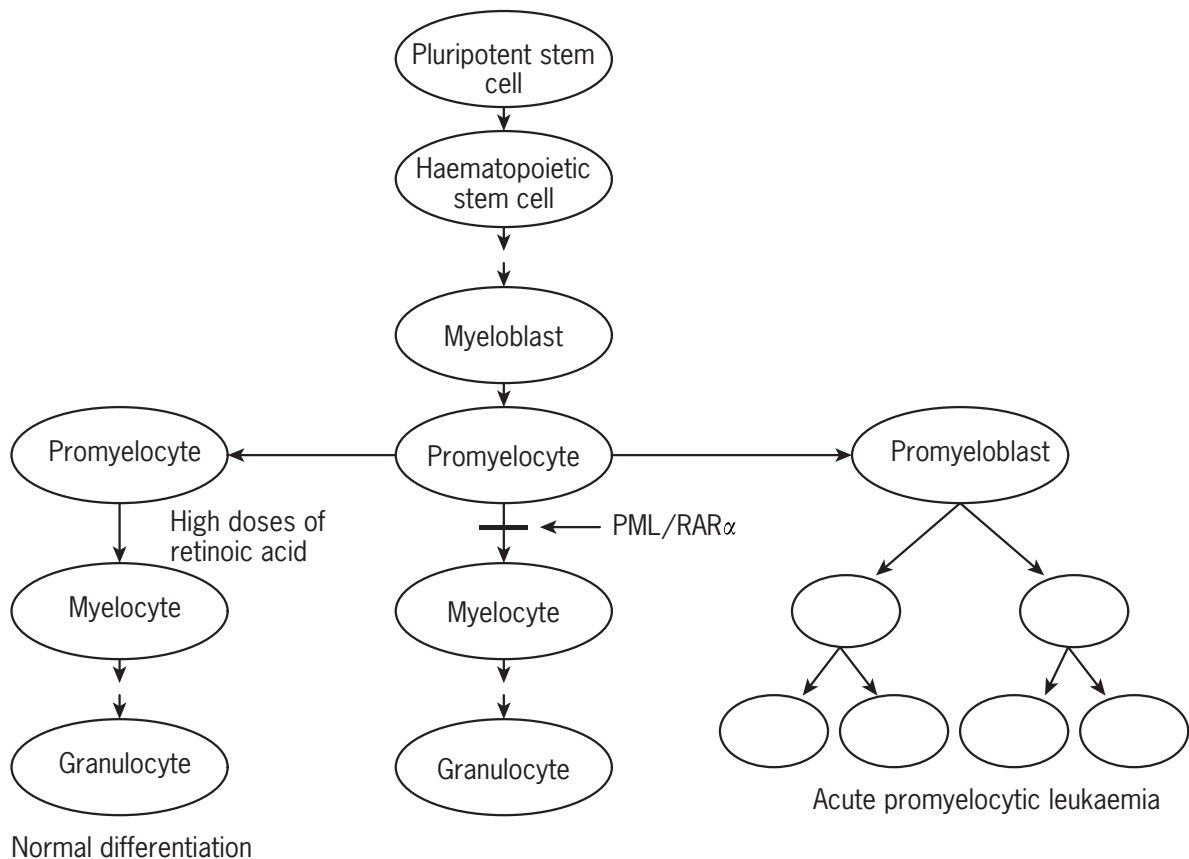 Pluripotent stem
cell
Haematopoietic
stem cell
Myeloblast
Promyelocyte
Promyelocyte
Promyeloblast
High doses of
retinoic acid
PML/RARα
Myelocyte
Myelocyte
Granulocyte
Granulocyte
Acute promyelocytic leukaemia
Normal differentiation